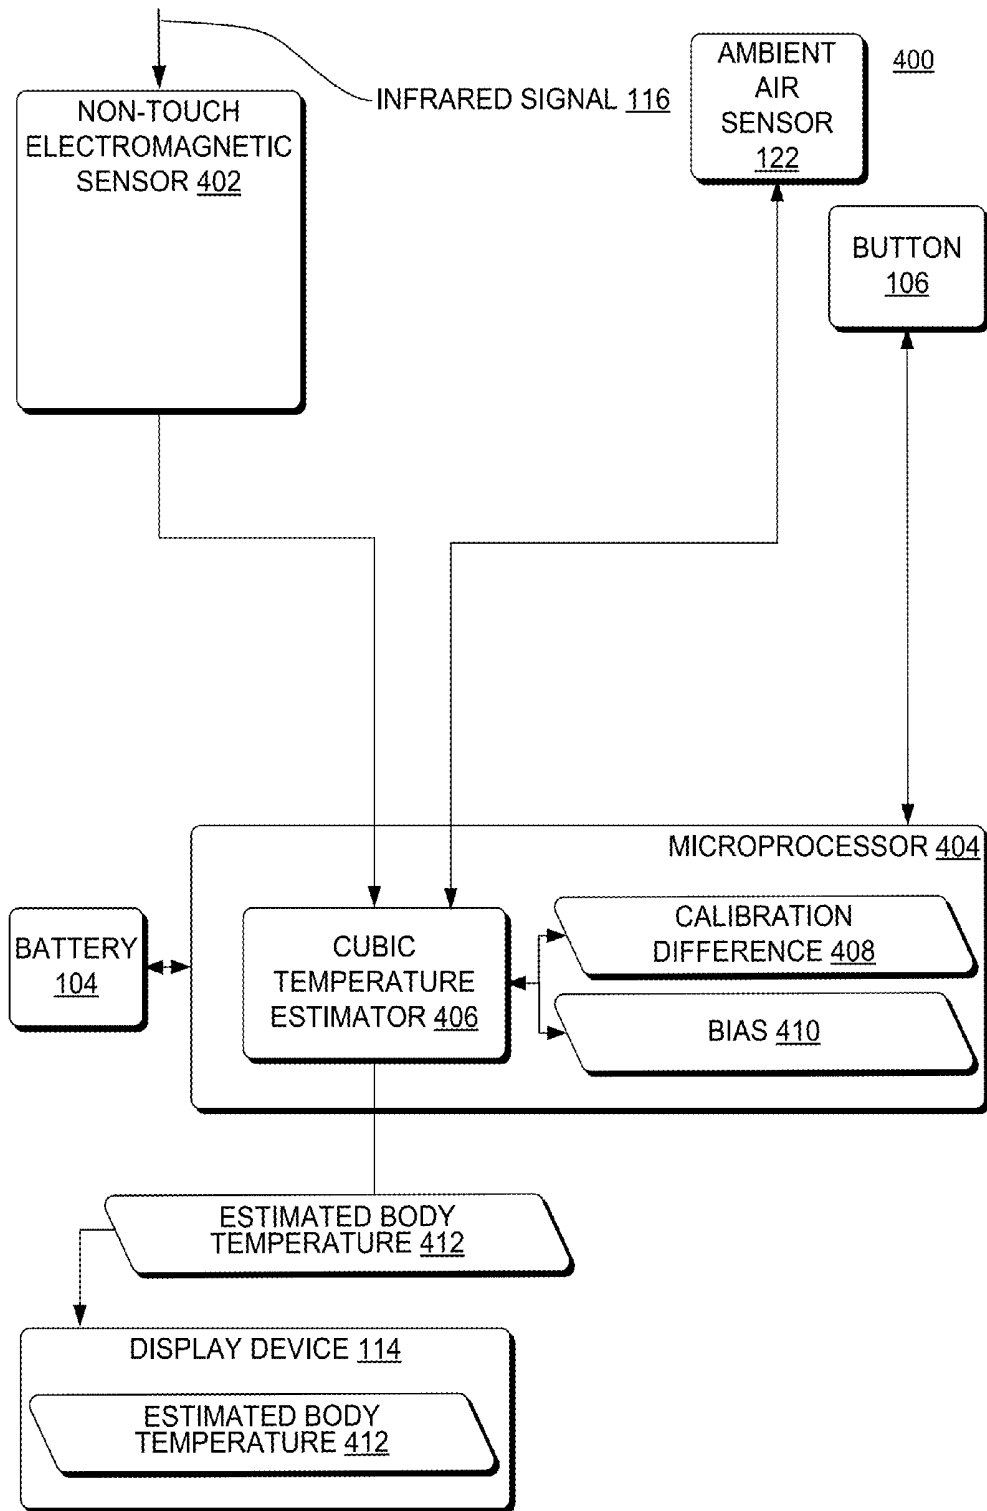 NON-TOUCH
ELECTROMAGNETIC
SENSOR 402
INFRARED SIGNAL 116
AMBIENT
AIR
SENSOR
122
400
BUTTON
106
MICROPROCESSOR 404
BATTERY
104
CUBIC
TEMPERATURE
ESTIMATOR 406
CALIBRATION
DIFFERENCE 408
BIAS 410
ESTIMATED BODY
TEMPERATURE 412
DISPLAY DEVICE 114
ESTIMATED BODY
TEMPERATURE 412